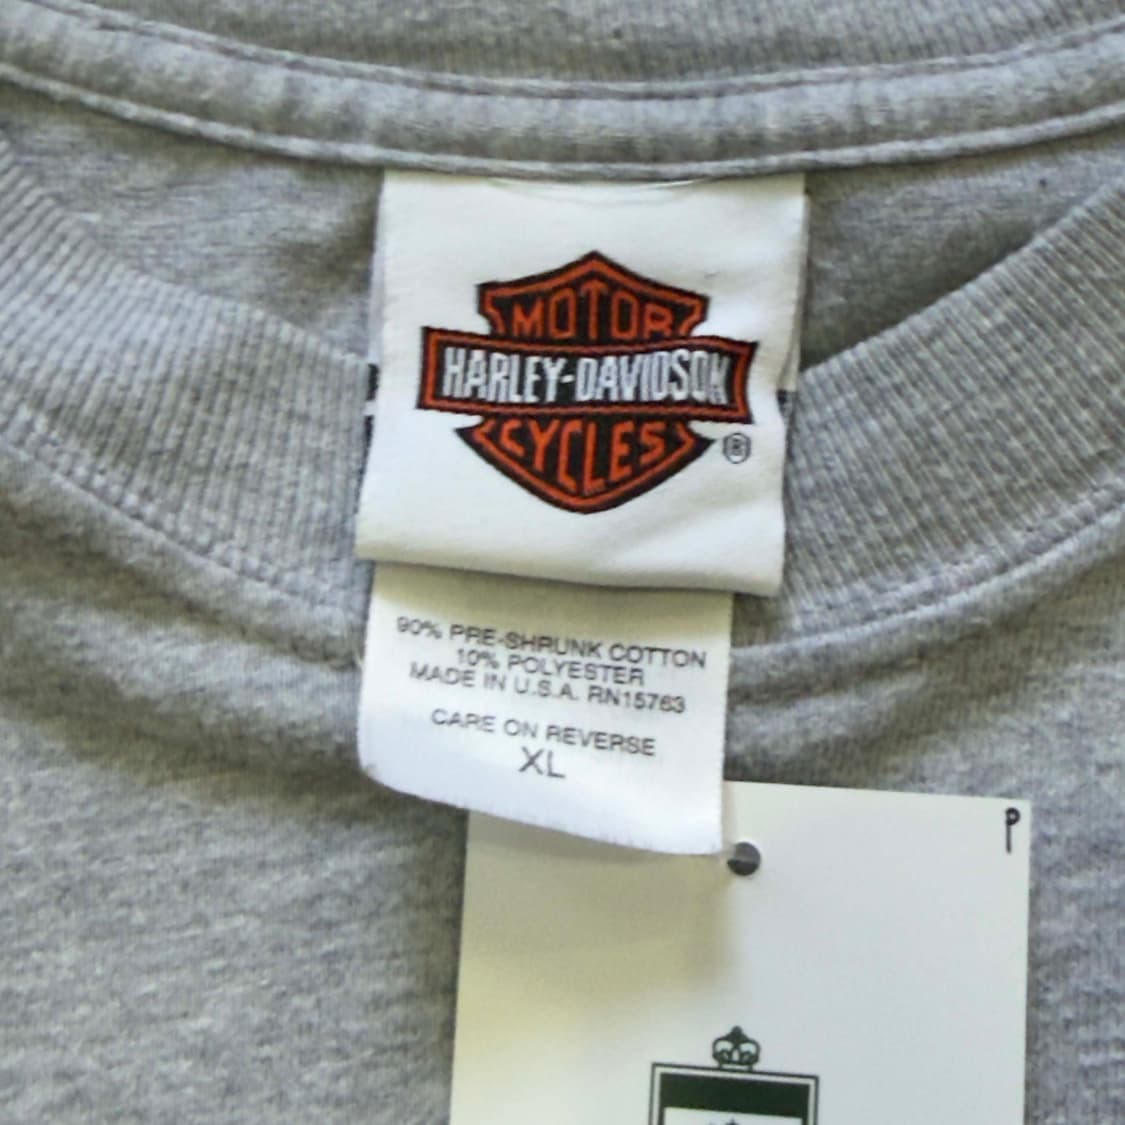 MOTOR
HARLEY-DAVIDSON
CYCLES
®
90% PRE-SHRUNK COTTON
10% POLYESTER
MADE IN U.S.A. RN15763
CARE ON REVERSE
XL
P